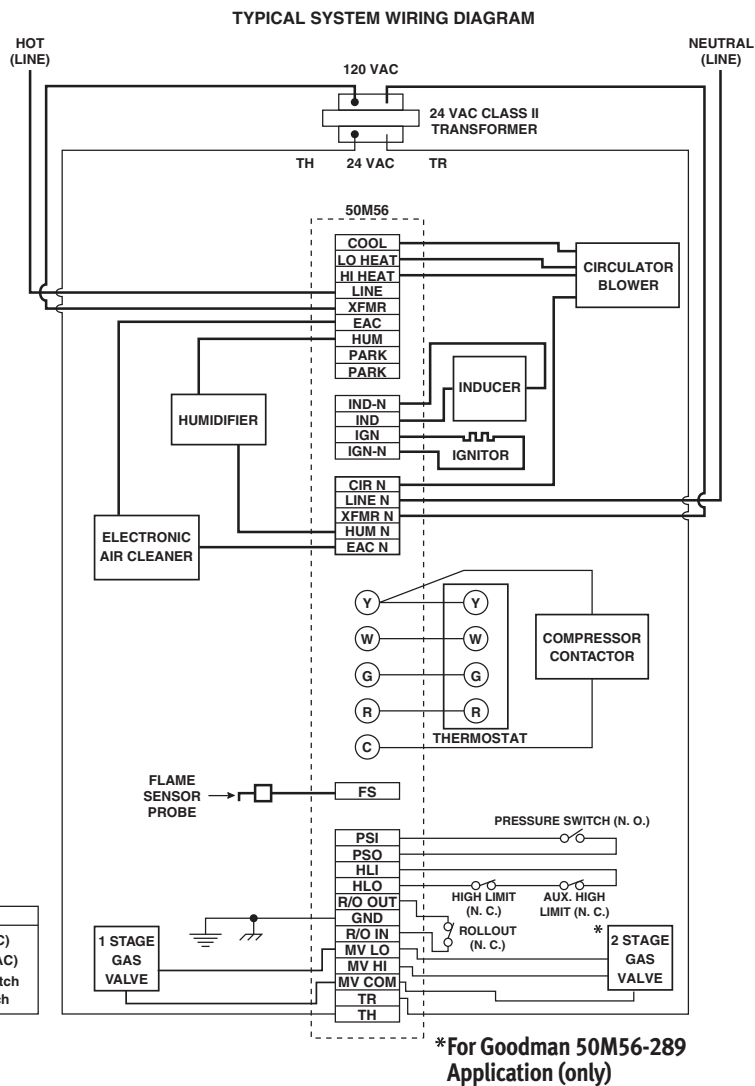 TYPICAL SYSTEM WIRING DIAGRAM
HOT
(LINE)
NEUTRAL
(LINE)
120 VAC
24 VAC CLASS II
TRANSFORMER
TH 24 VAC TR
50M56
COOL
LO HEAT
HI HEAT
LINE
XFMR
EAC
HUM
PARK
PARK
CIRCULATOR
BLOWER
INDUCER
HUMIDIFIER
IND-N
IND
IGN
IGN-N
IGNITOR
CIR N
LINE N
XFMR N
HUM N
EAC N
ELECTRONIC
AIR CLEANER
Y Y
W W
G G
R R
C
THERMOSTAT
COMPRESSOR
CONTACTOR
FLAME
SENSOR
PROBE
FS
PRESSURE SWITCH (N. O.)
PSI
PSO
HLI
HLO
R/O OUT
GND
R/O IN
MV LO
MV HI
MV COM
TR
TH
HIGH LIMIT
(N. C.)
AUX. HIGH
LIMIT (N. C.)
ROLLOUT
(N. C.)
1 STAGE
GAS
VALVE
*
2 STAGE
GAS
VALVE
C)
AC)
tch
ch
*For Goodman 50M56-289
Application (only)